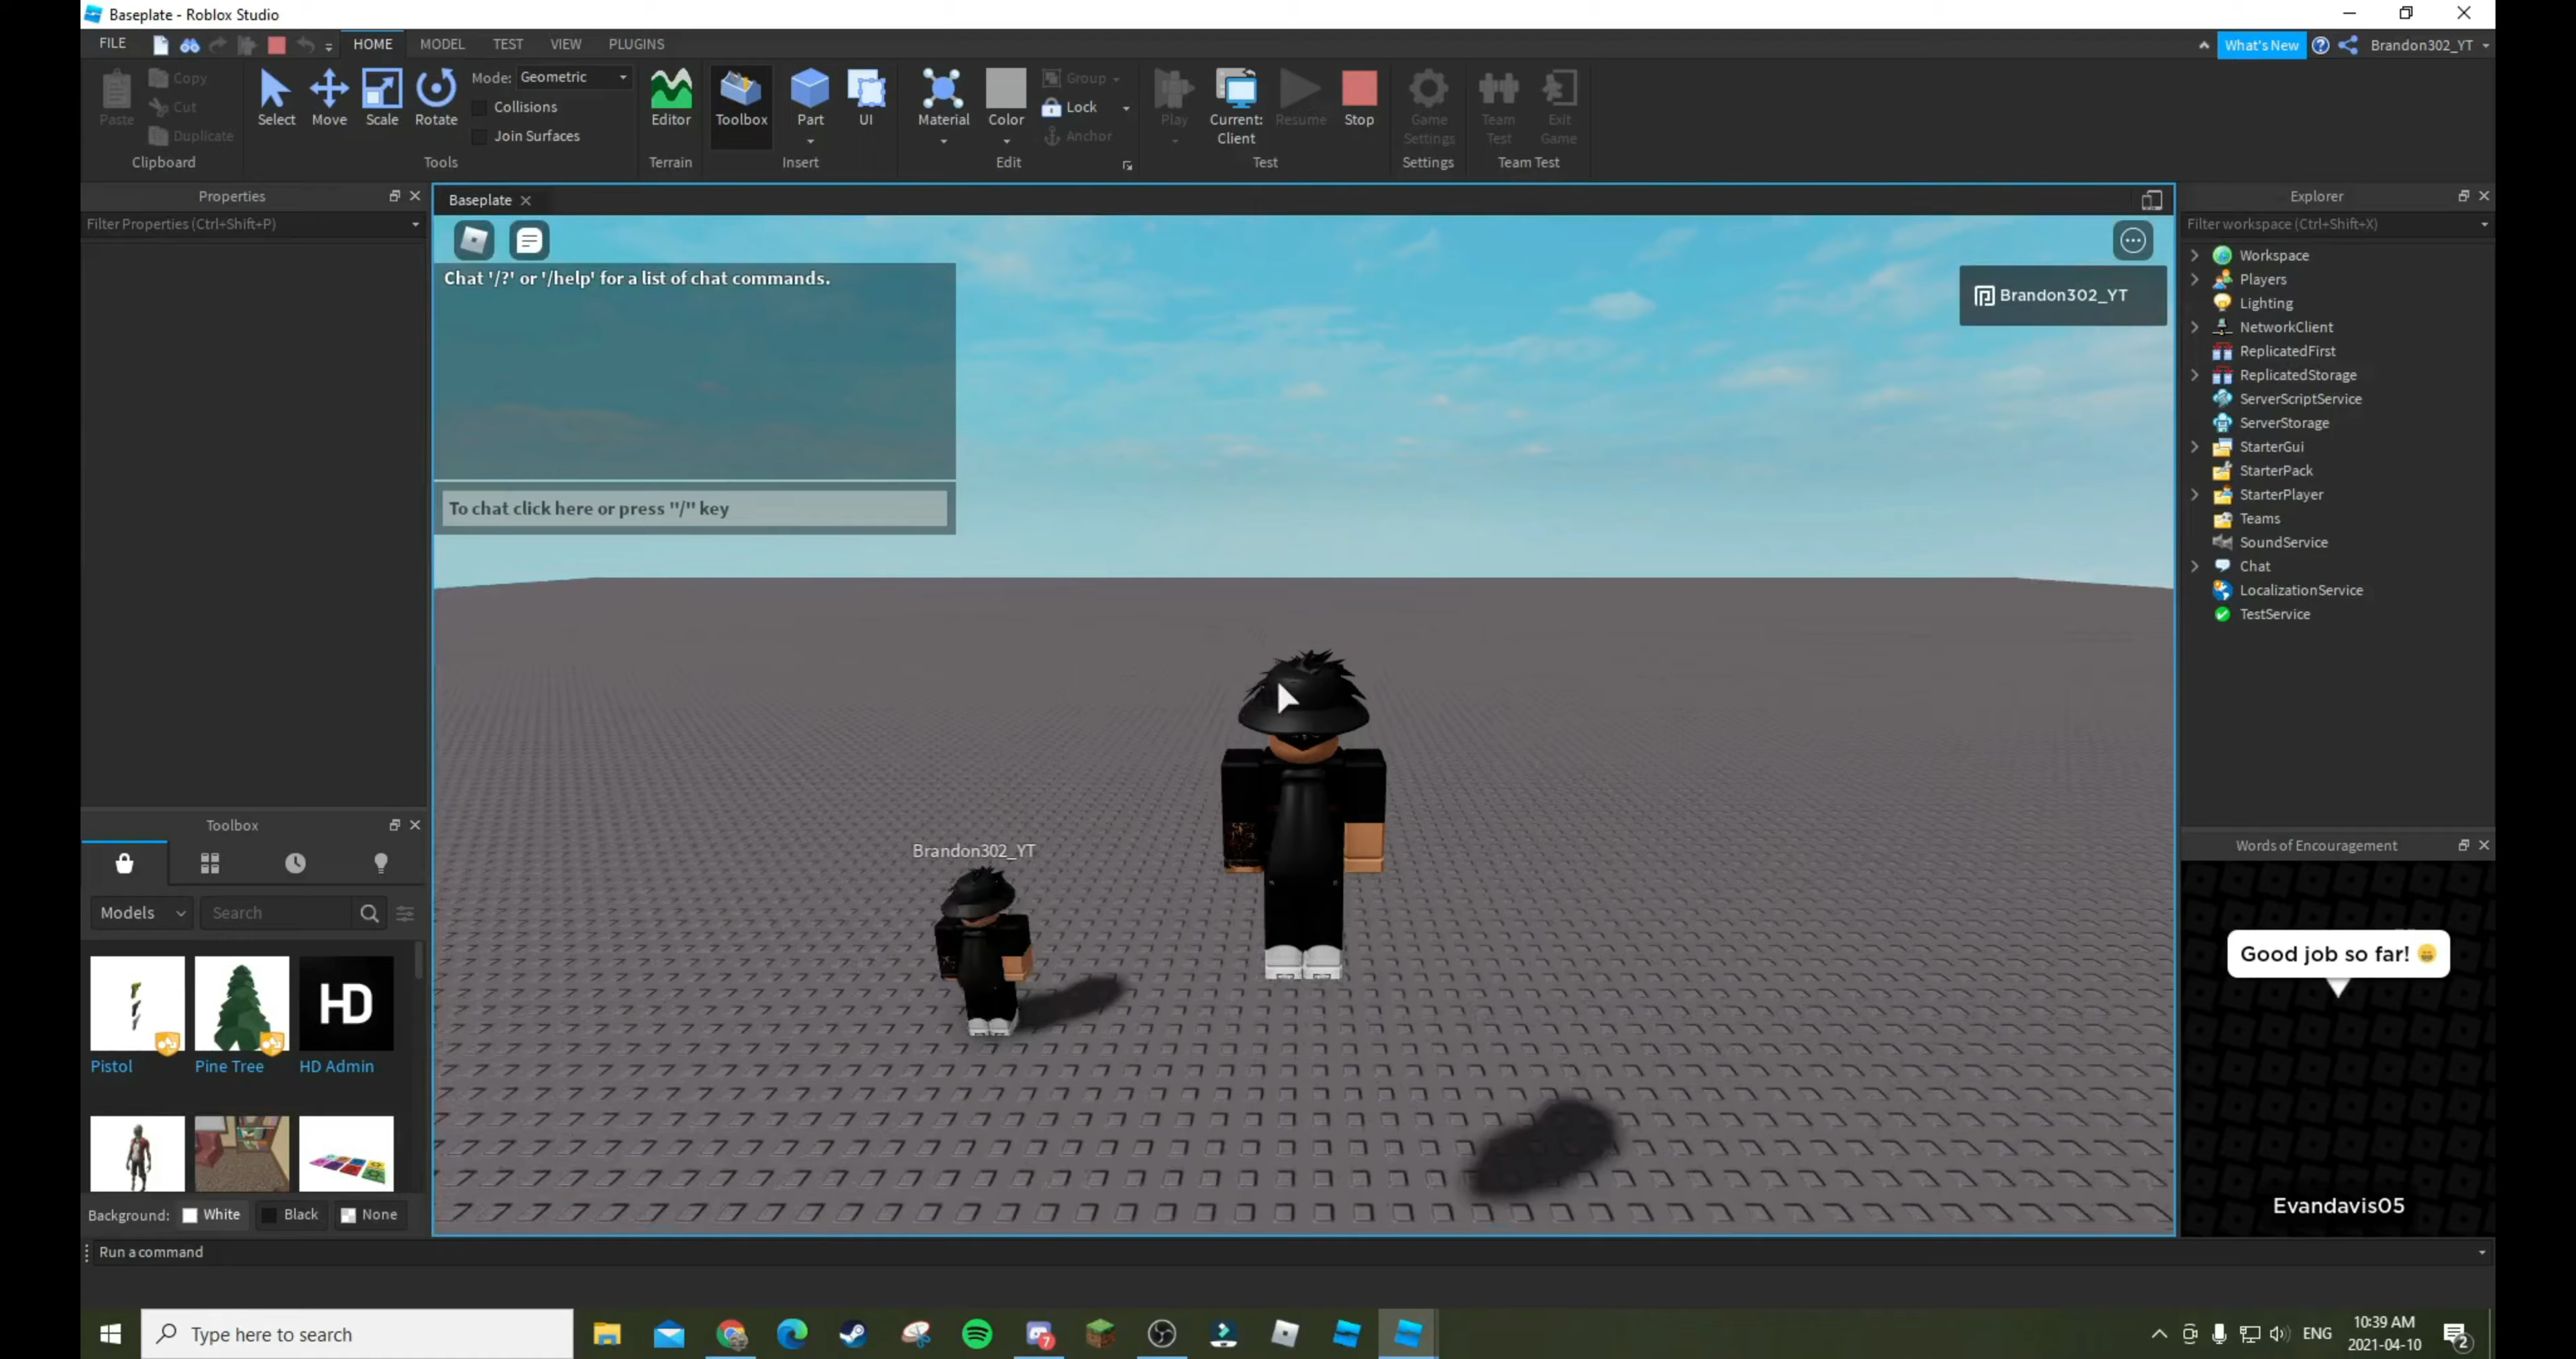 Baseplate - Roblox Studio
FILE
HOME
MODEL
TEST
VIEW
PLUGINS
What's New
Brandon302_YT
Paste
Copy
Cut
Duplicate
Clipboard
Select
Move
Scale
Rotate
Mode:
Geometric
Collisions
Join Surfaces
Tools
Editor
Terrain
Toolbox
Part
UI
Insert
Material
Color
Group
Lock
Anchor
Edit
Play
Current:
Client
Resume
Stop
Test
Game
Settings
Settings
Team
Test
Exit
Game
Team Test
Properties
Filter Properties (Ctrl+Shift+P)
Baseplate
Chat '/?' or '/help' for a list of chat commands.
To chat click here or press "/" key
Brandon302_YT
Brandon302_YT
Explorer
Filter workspace (Ctrl+Shift+X)
Workspace
Players
Lighting
NetworkClient
ReplicatedFirst
ReplicatedStorage
ServerScriptService
ServerStorage
StarterGui
StarterPack
StarterPlayer
Teams
SoundService
Chat
LocalizationService
TestService
Toolbox
Models
Search
Pistol
Pine Tree
HD
HD Admin
Background:
White
Black
None
Words of Encouragement
Good job so far! 😄
Evandavis05
Run a command
Type here to search
7
ENG
10:39 AM
2021-04-10
2